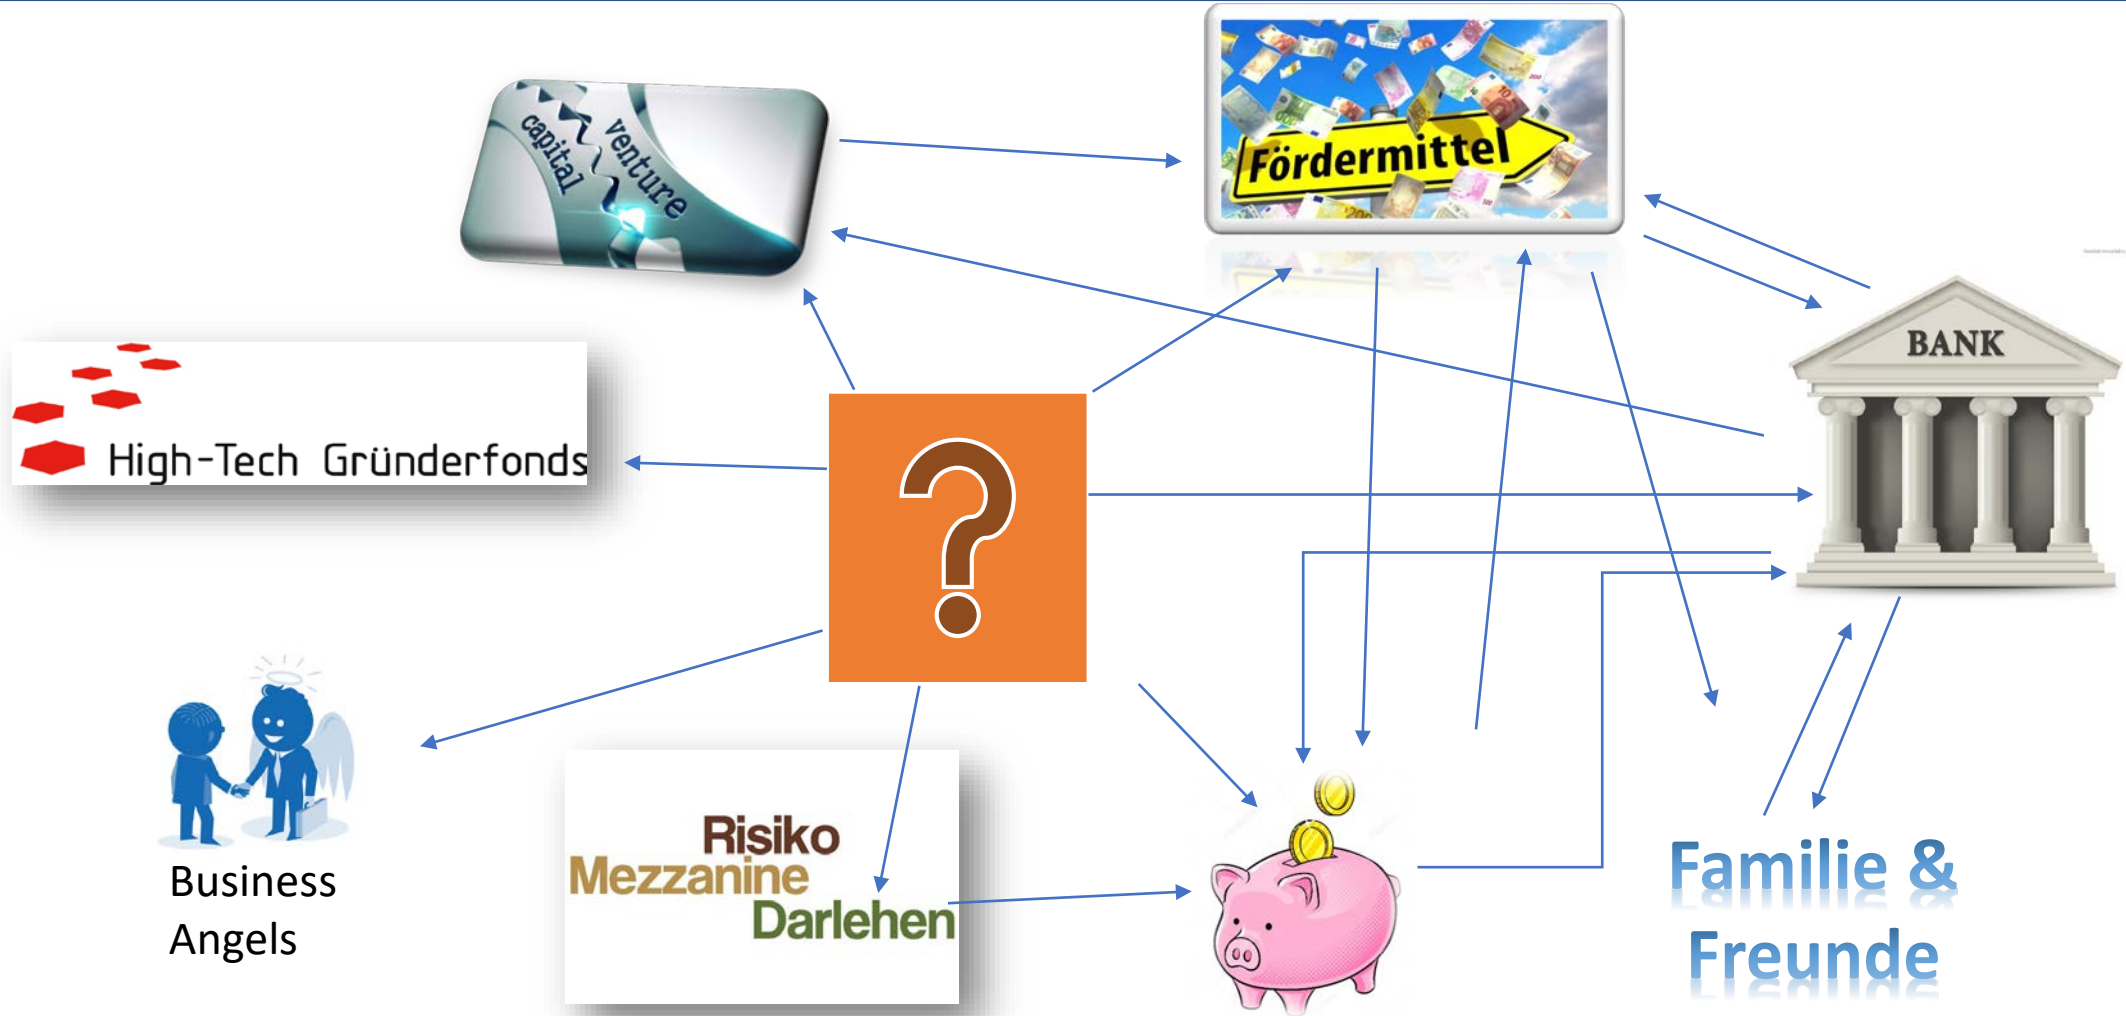 capital
venture
Fördermittel
BANK
High-Tech Gründerfonds
Business
Angels
Risiko
Mezzanine
Darlehen
Familie &
Freunde